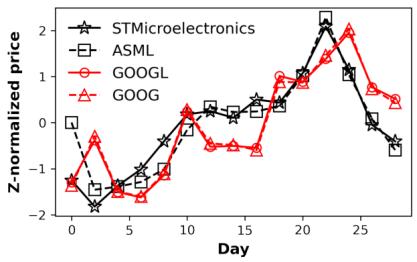 STMicroelectronics
ASML
GOOGL
GOOG
Z-normalized price
2
1
0
−1
−2
0 5 10 15 20 25
Day